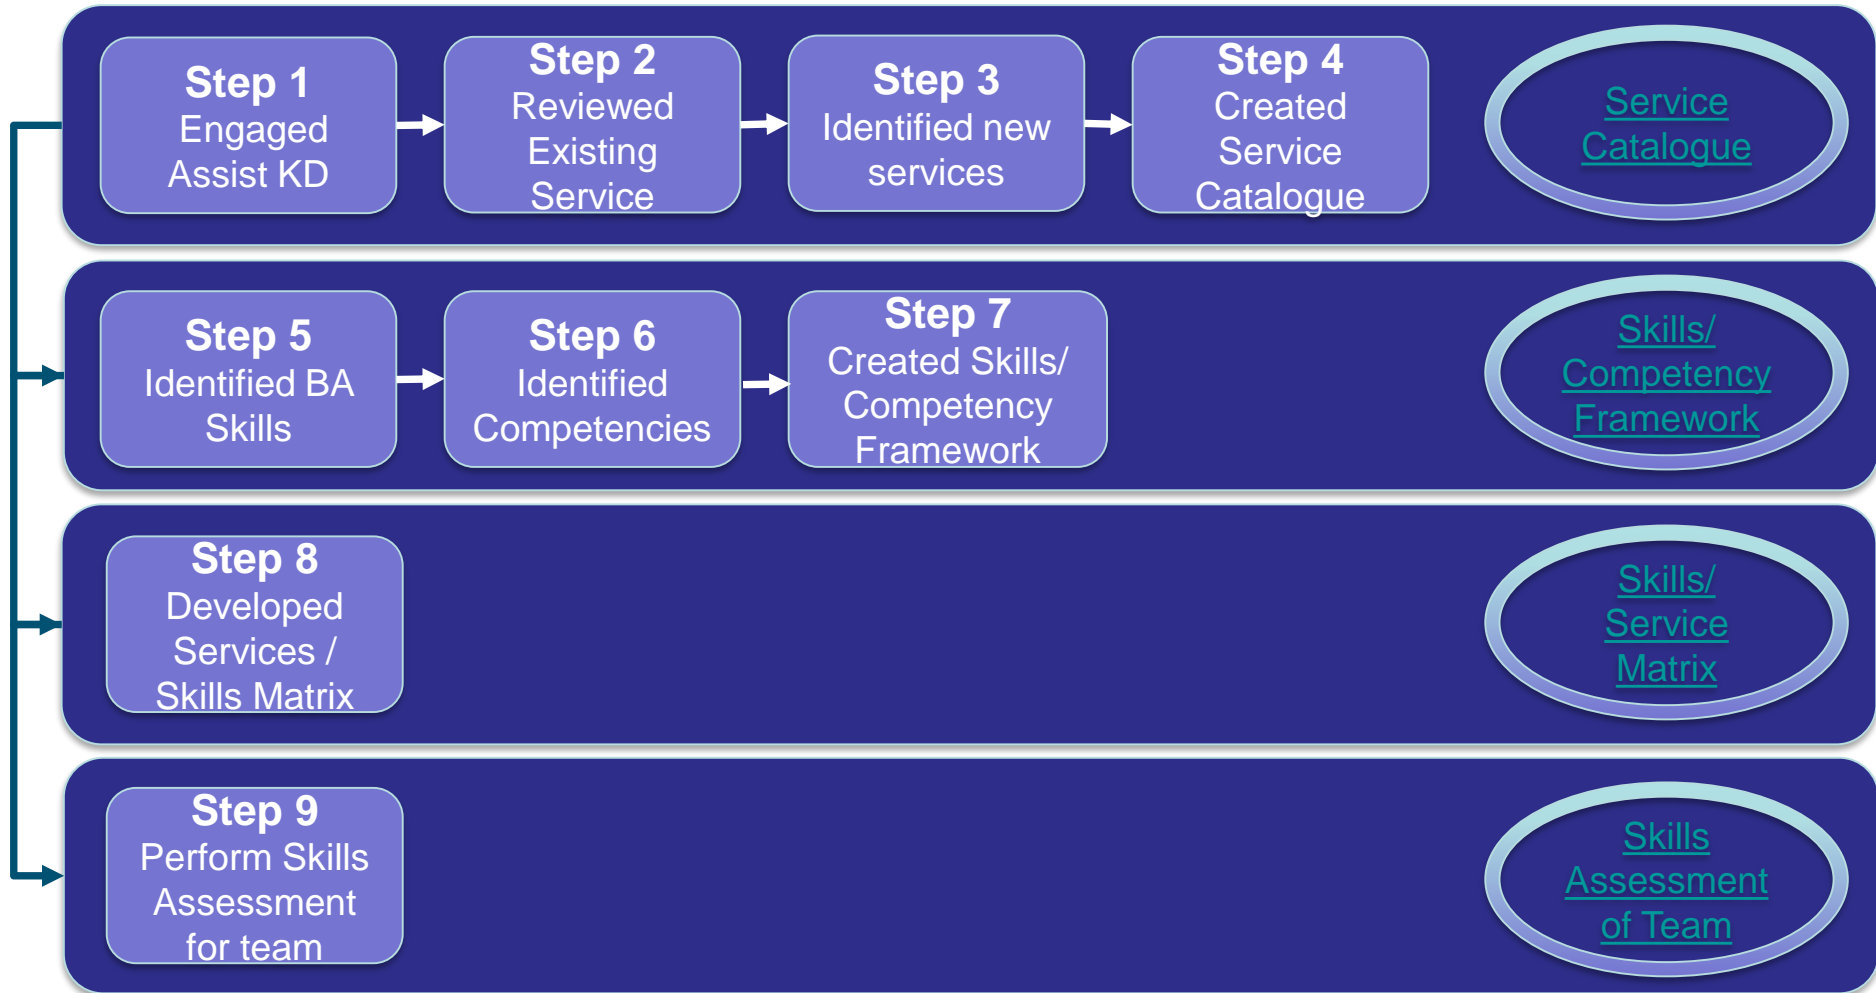 Step 1
Engaged
Assist KD
Step 2
Reviewed
Existing
Service
Step 3
Identified new
services
Step 4
Created
Service
Catalogue
Service
Catalogue
Step 5
Identified BA
Skills
Step 6
Identified
Competencies
Step 7
Created Skills/
Competency
Framework
Skills/
Competency
Framework
Step 8
Developed
Services /
Skills Matrix
Skills/
Service
Matrix
Step 9
Perform Skills
Assessment
for team
Skills
Assessment
of Team